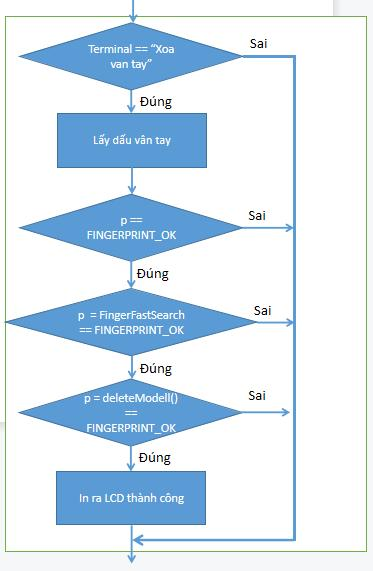 Terminal == “Xoa
van tay”
Sai
Đúng
Lấy dấu vân tay
p ==
FINGERPRINT_OK
Sai
Đúng
p = FingerFastSearch
== FINGERPRINT_OK
Sai
Đúng
p = deleteModell()
==
FINGERPRINT_OK
Sai
Đúng
In ra LCD thành công